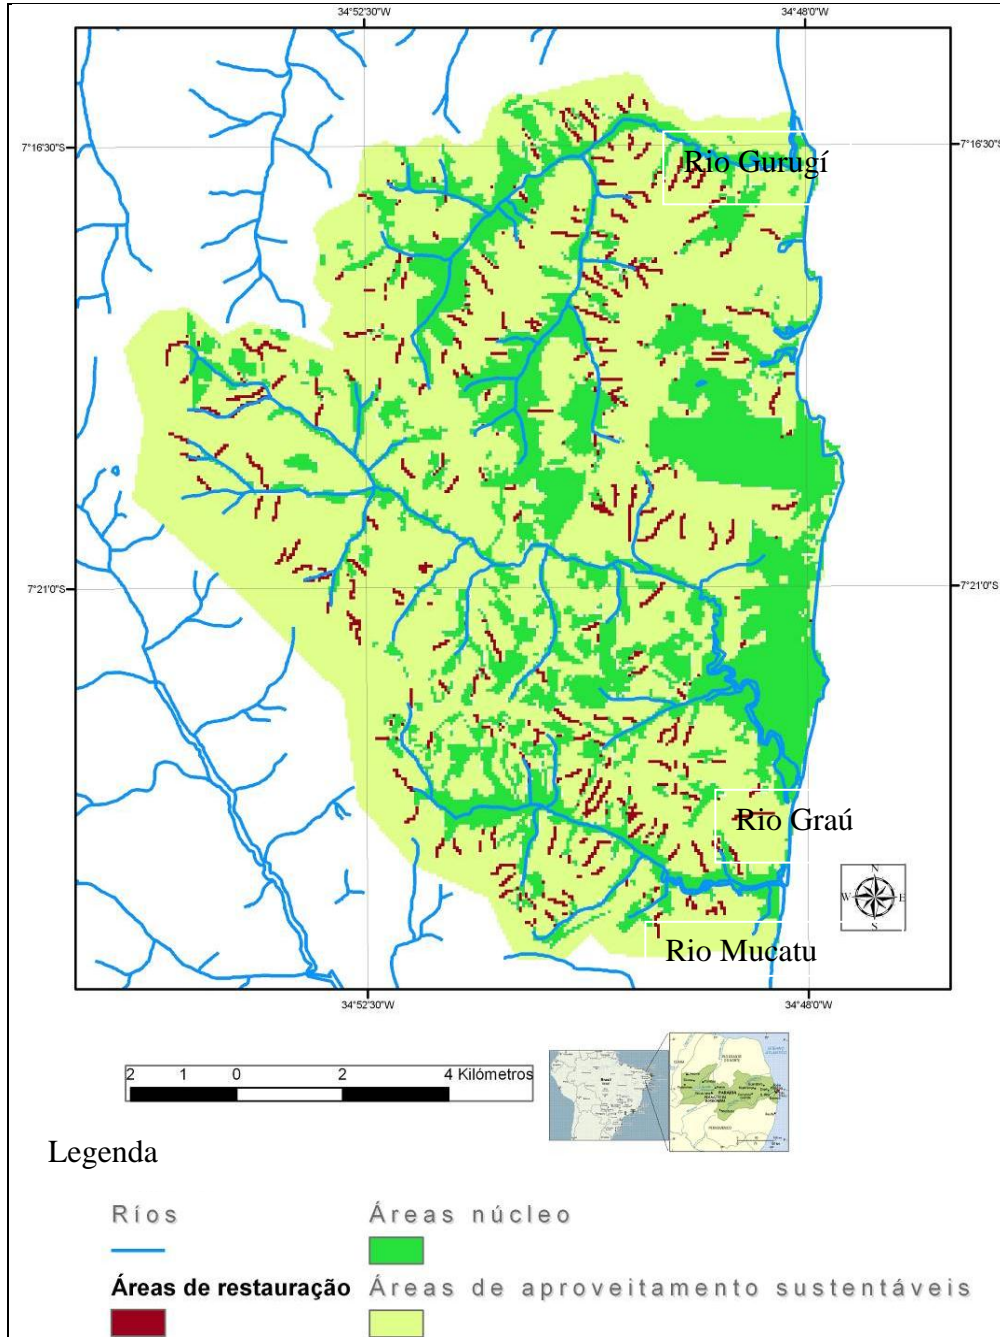 34°52'30"W 34°48'0"W
7°16'30"S 7°16'30"S
Rio Gurugí
7°21'0"S 7°21'0"S
Rio Graú
N
W E
S
Rio Mucatu
34°52'30"W 34°48'0"W
2 1 0 2 4 Kilómetros
Brasil
Legenda
Ríos Áreas núcleo
Áreas de restauração Áreas de aproveitamento sustentáveis